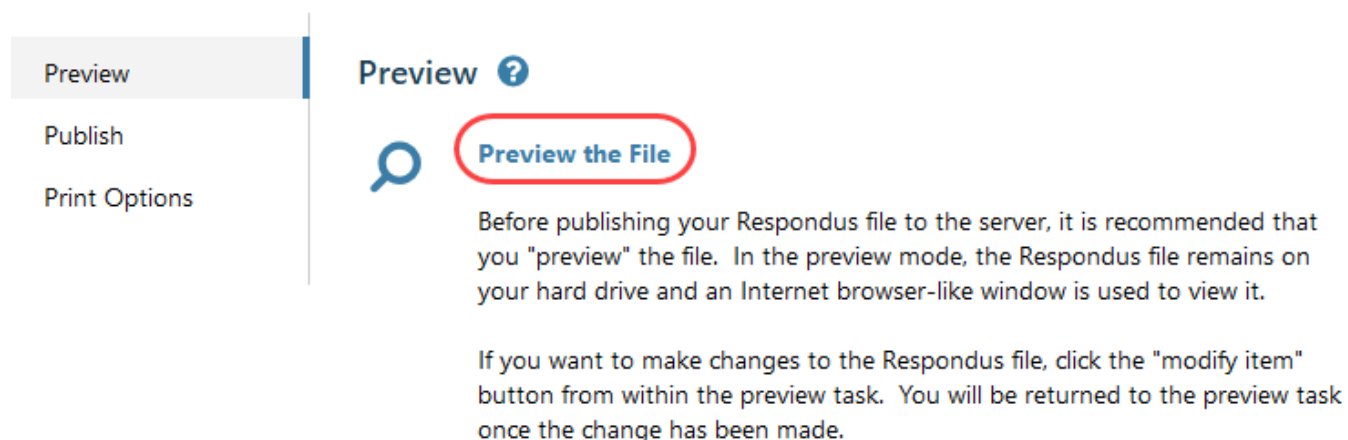 Preview
Publish
Print Options
Preview ?
Preview the File
Before publishing your Respondus file to the server, it is recommended that
you "preview" the file.  In the preview mode, the Respondus file remains on
your hard drive and an Internet browser-like window is used to view it.
If you want to make changes to the Respondus file, click the "modify item"
button from within the preview task.  You will be returned to the preview task
once the change has been made.